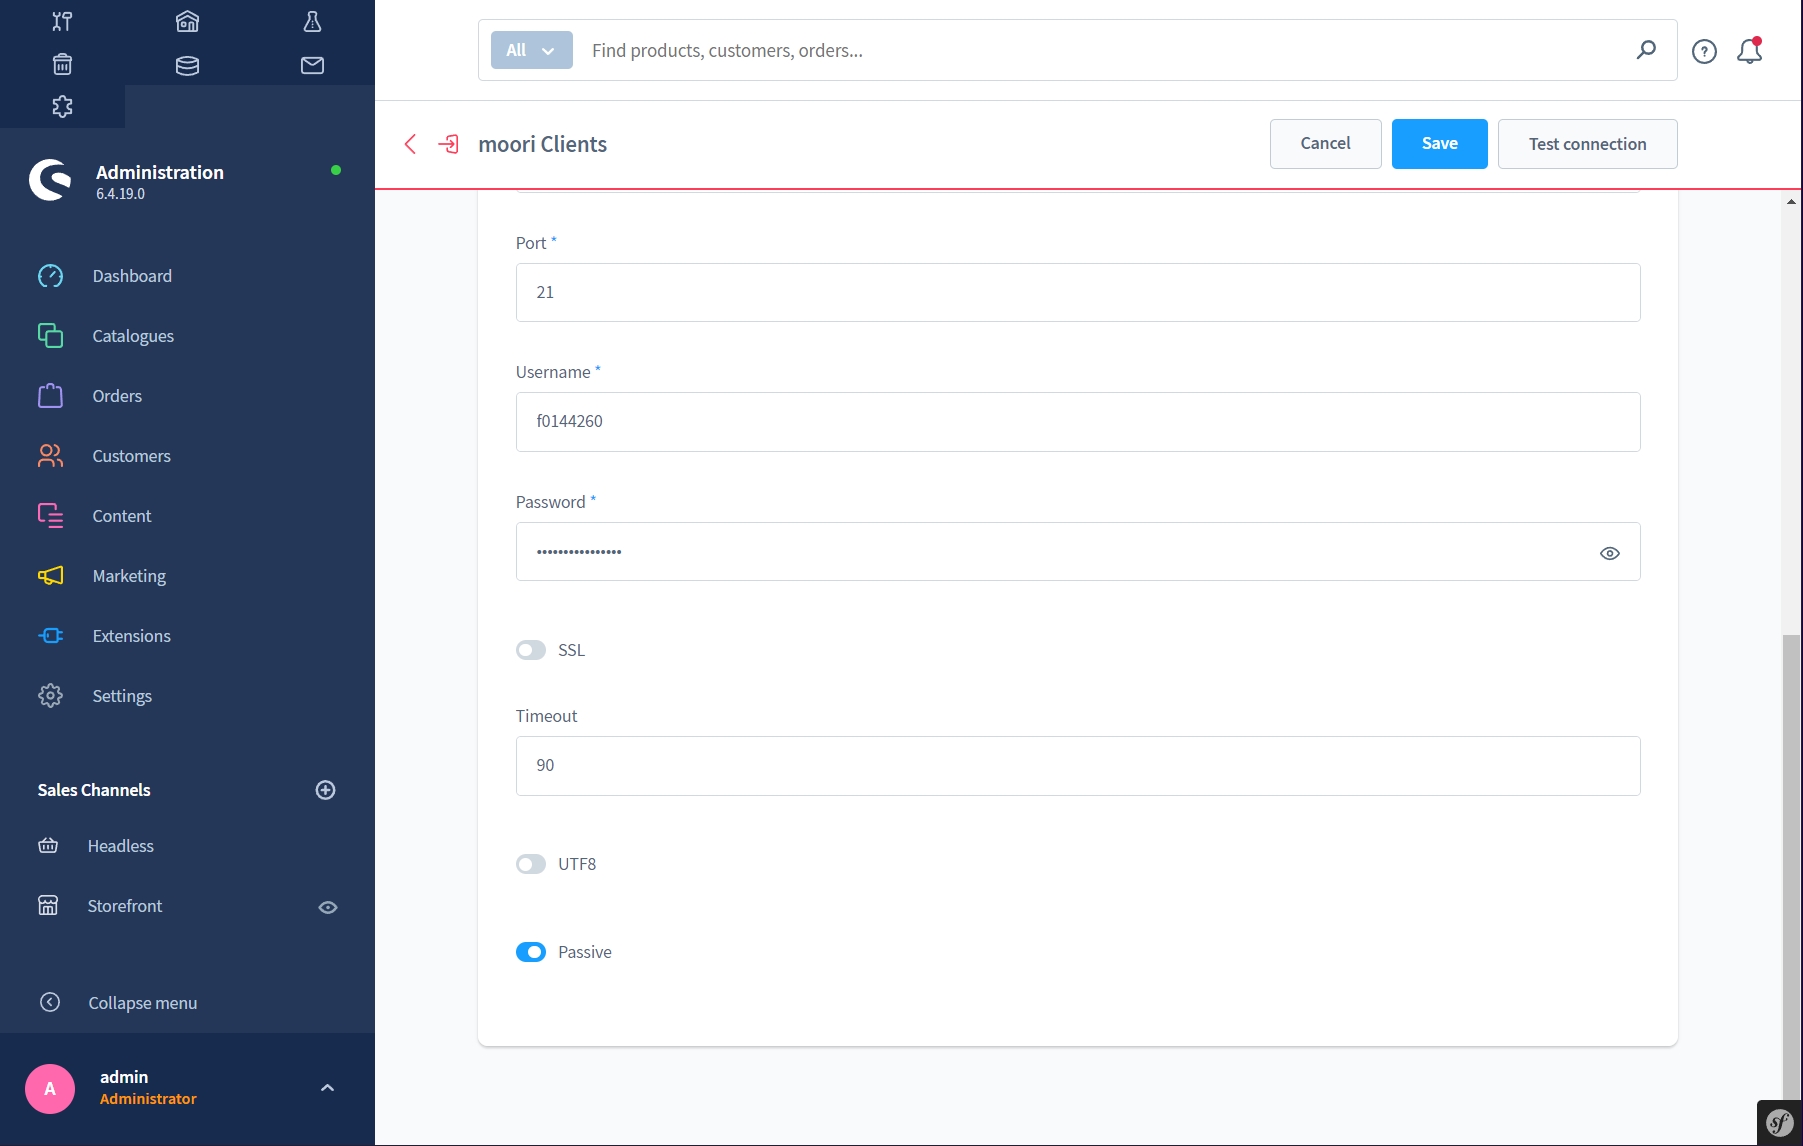 All
Find products, customers, orders...
moori Clients
Cancel
Save
Test connection
Administration
6.4.19.0
Dashboard
Catalogues
Orders
Customers
Content
Marketing
Extensions
Settings
Sales Channels
Headless
Storefront
Collapse menu
A
admin
Administrator
Port *
21
Username *
f0144260
Password *
••••••••••••••••
SSL
Timeout
90
UTF8
Passive
sf